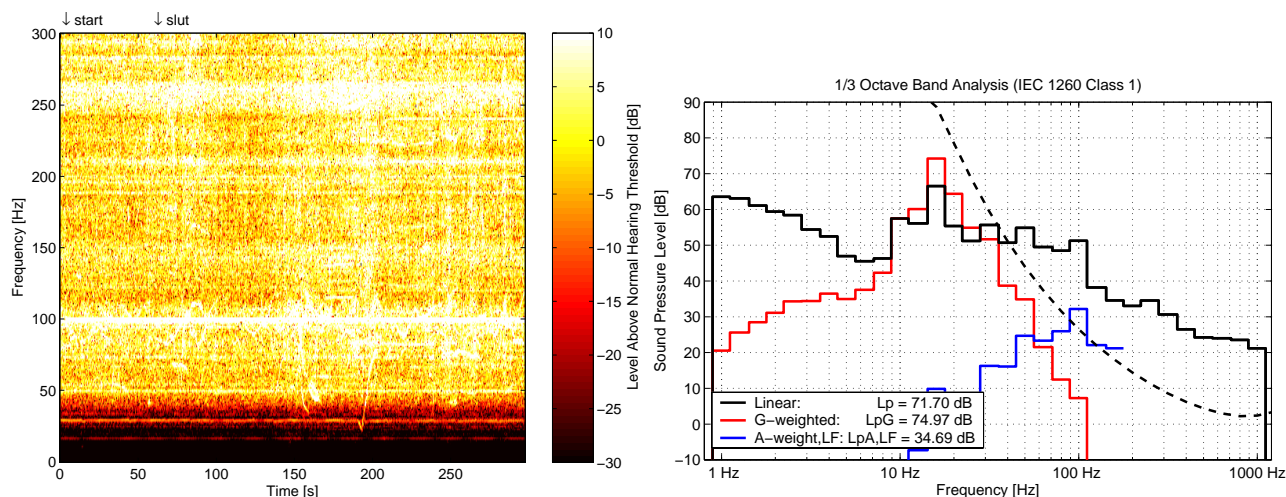 ↓ start
↓ slut
300
250
200
150
100
50
0
Frequency [Hz]
0
50
100
150
200
250
Time [s]
10
5
0
−5
−10
−15
−20
−25
−30
Level Above Normal Hearing Threshold [dB]
1/3 Octave Band Analysis (IEC 1260 Class 1)
90
80
70
60
50
40
30
20
10
0
−10
Sound Pressure Level [dB]
Linear: Lp = 71.70 dB
G−weighted: LpG = 74.97 dB
A−weight,LF: LpA,LF = 34.69 dB
1 Hz
10 Hz
100 Hz
1000 Hz
Frequency [Hz]